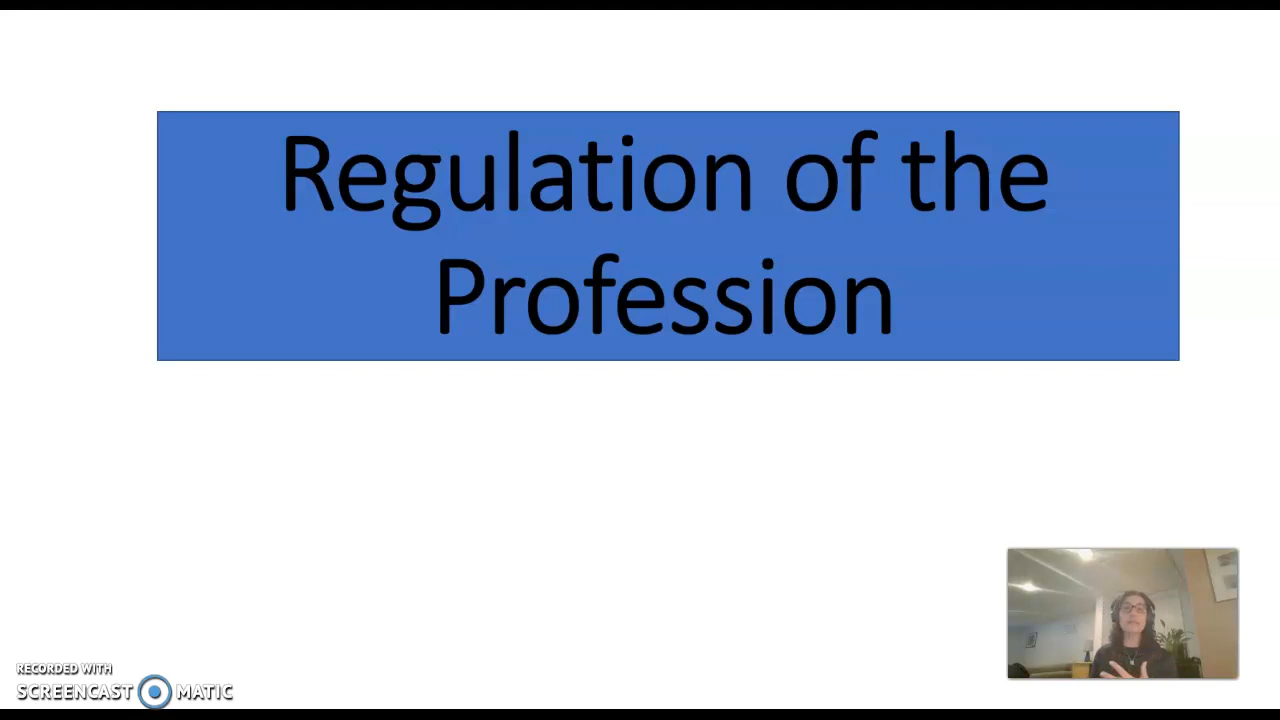 Regulation of the
Profession
RECORDED WITH
SCREENCAST MATIC